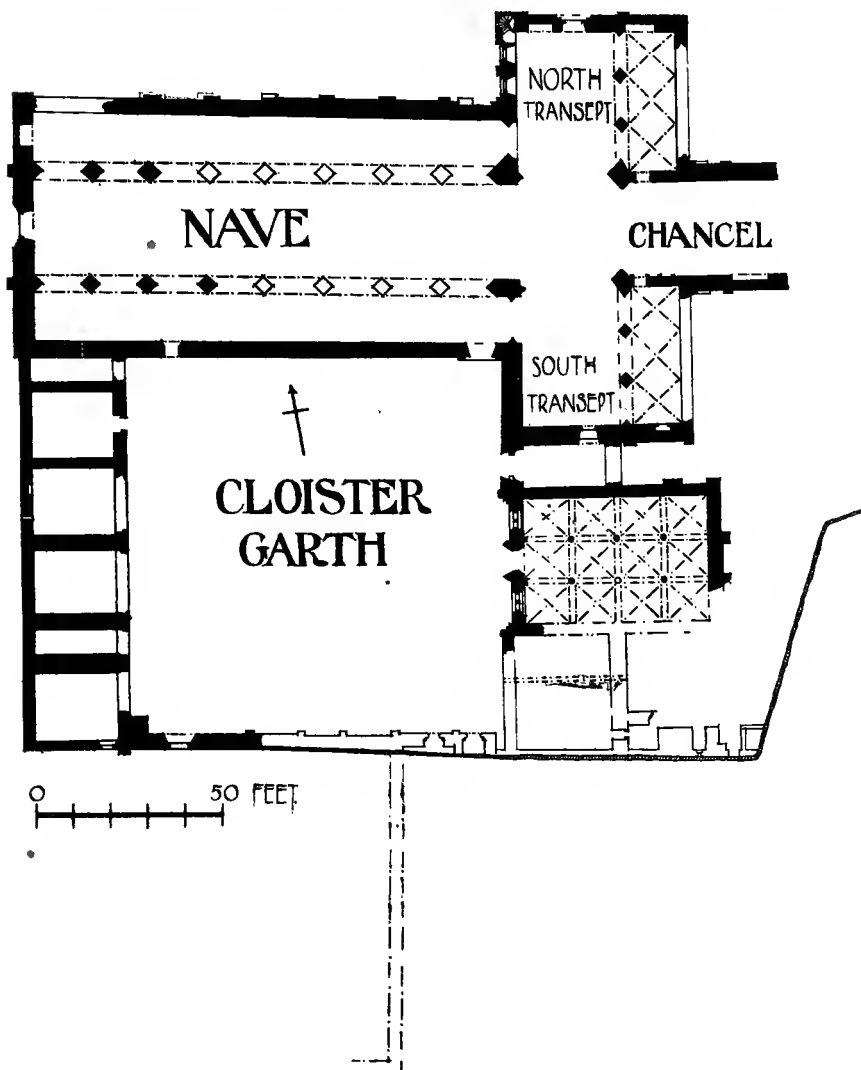 NORTH
TRANSEPT
NAVE
CHANCEL
SOUTH
TRANSEPT
CLOISTER
GARTH
0 50 FEET.